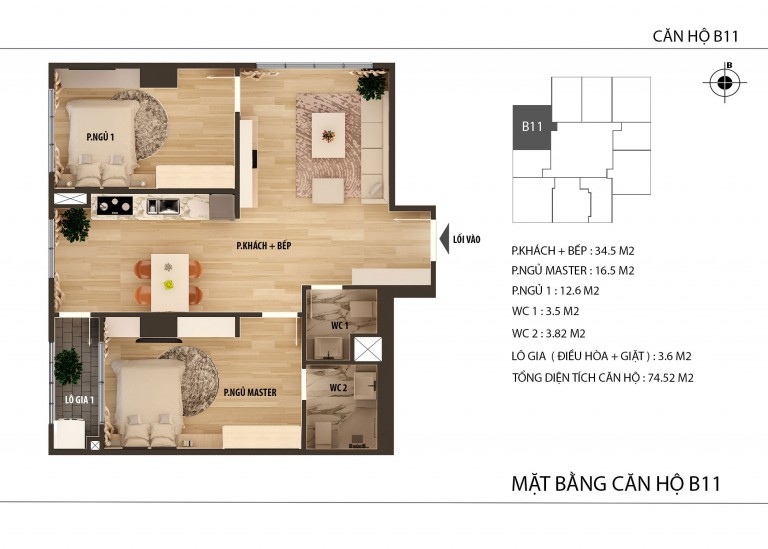 CĂN HỘ B11
B
B11
P.NGỦ 1
P.KHÁCH + BẾP
LỐI VÀO
WC 1
WC 2
LÔ GIA 1
P.NGỦ MASTER
P.KHÁCH + BẾP : 34.5 M2
P.NGỦ MASTER : 16.5 M2
P.NGỦ 1 : 12.6 M2
WC 1 : 3.5 M2
WC 2 : 3.82 M2
LÔ GIA ( ĐIỀU HÒA + GIẶT ) : 3.6 M2
TỔNG DIỆN TÍCH CĂN HỘ : 74.52 M2
MẶT BẰNG CĂN HỘ B11